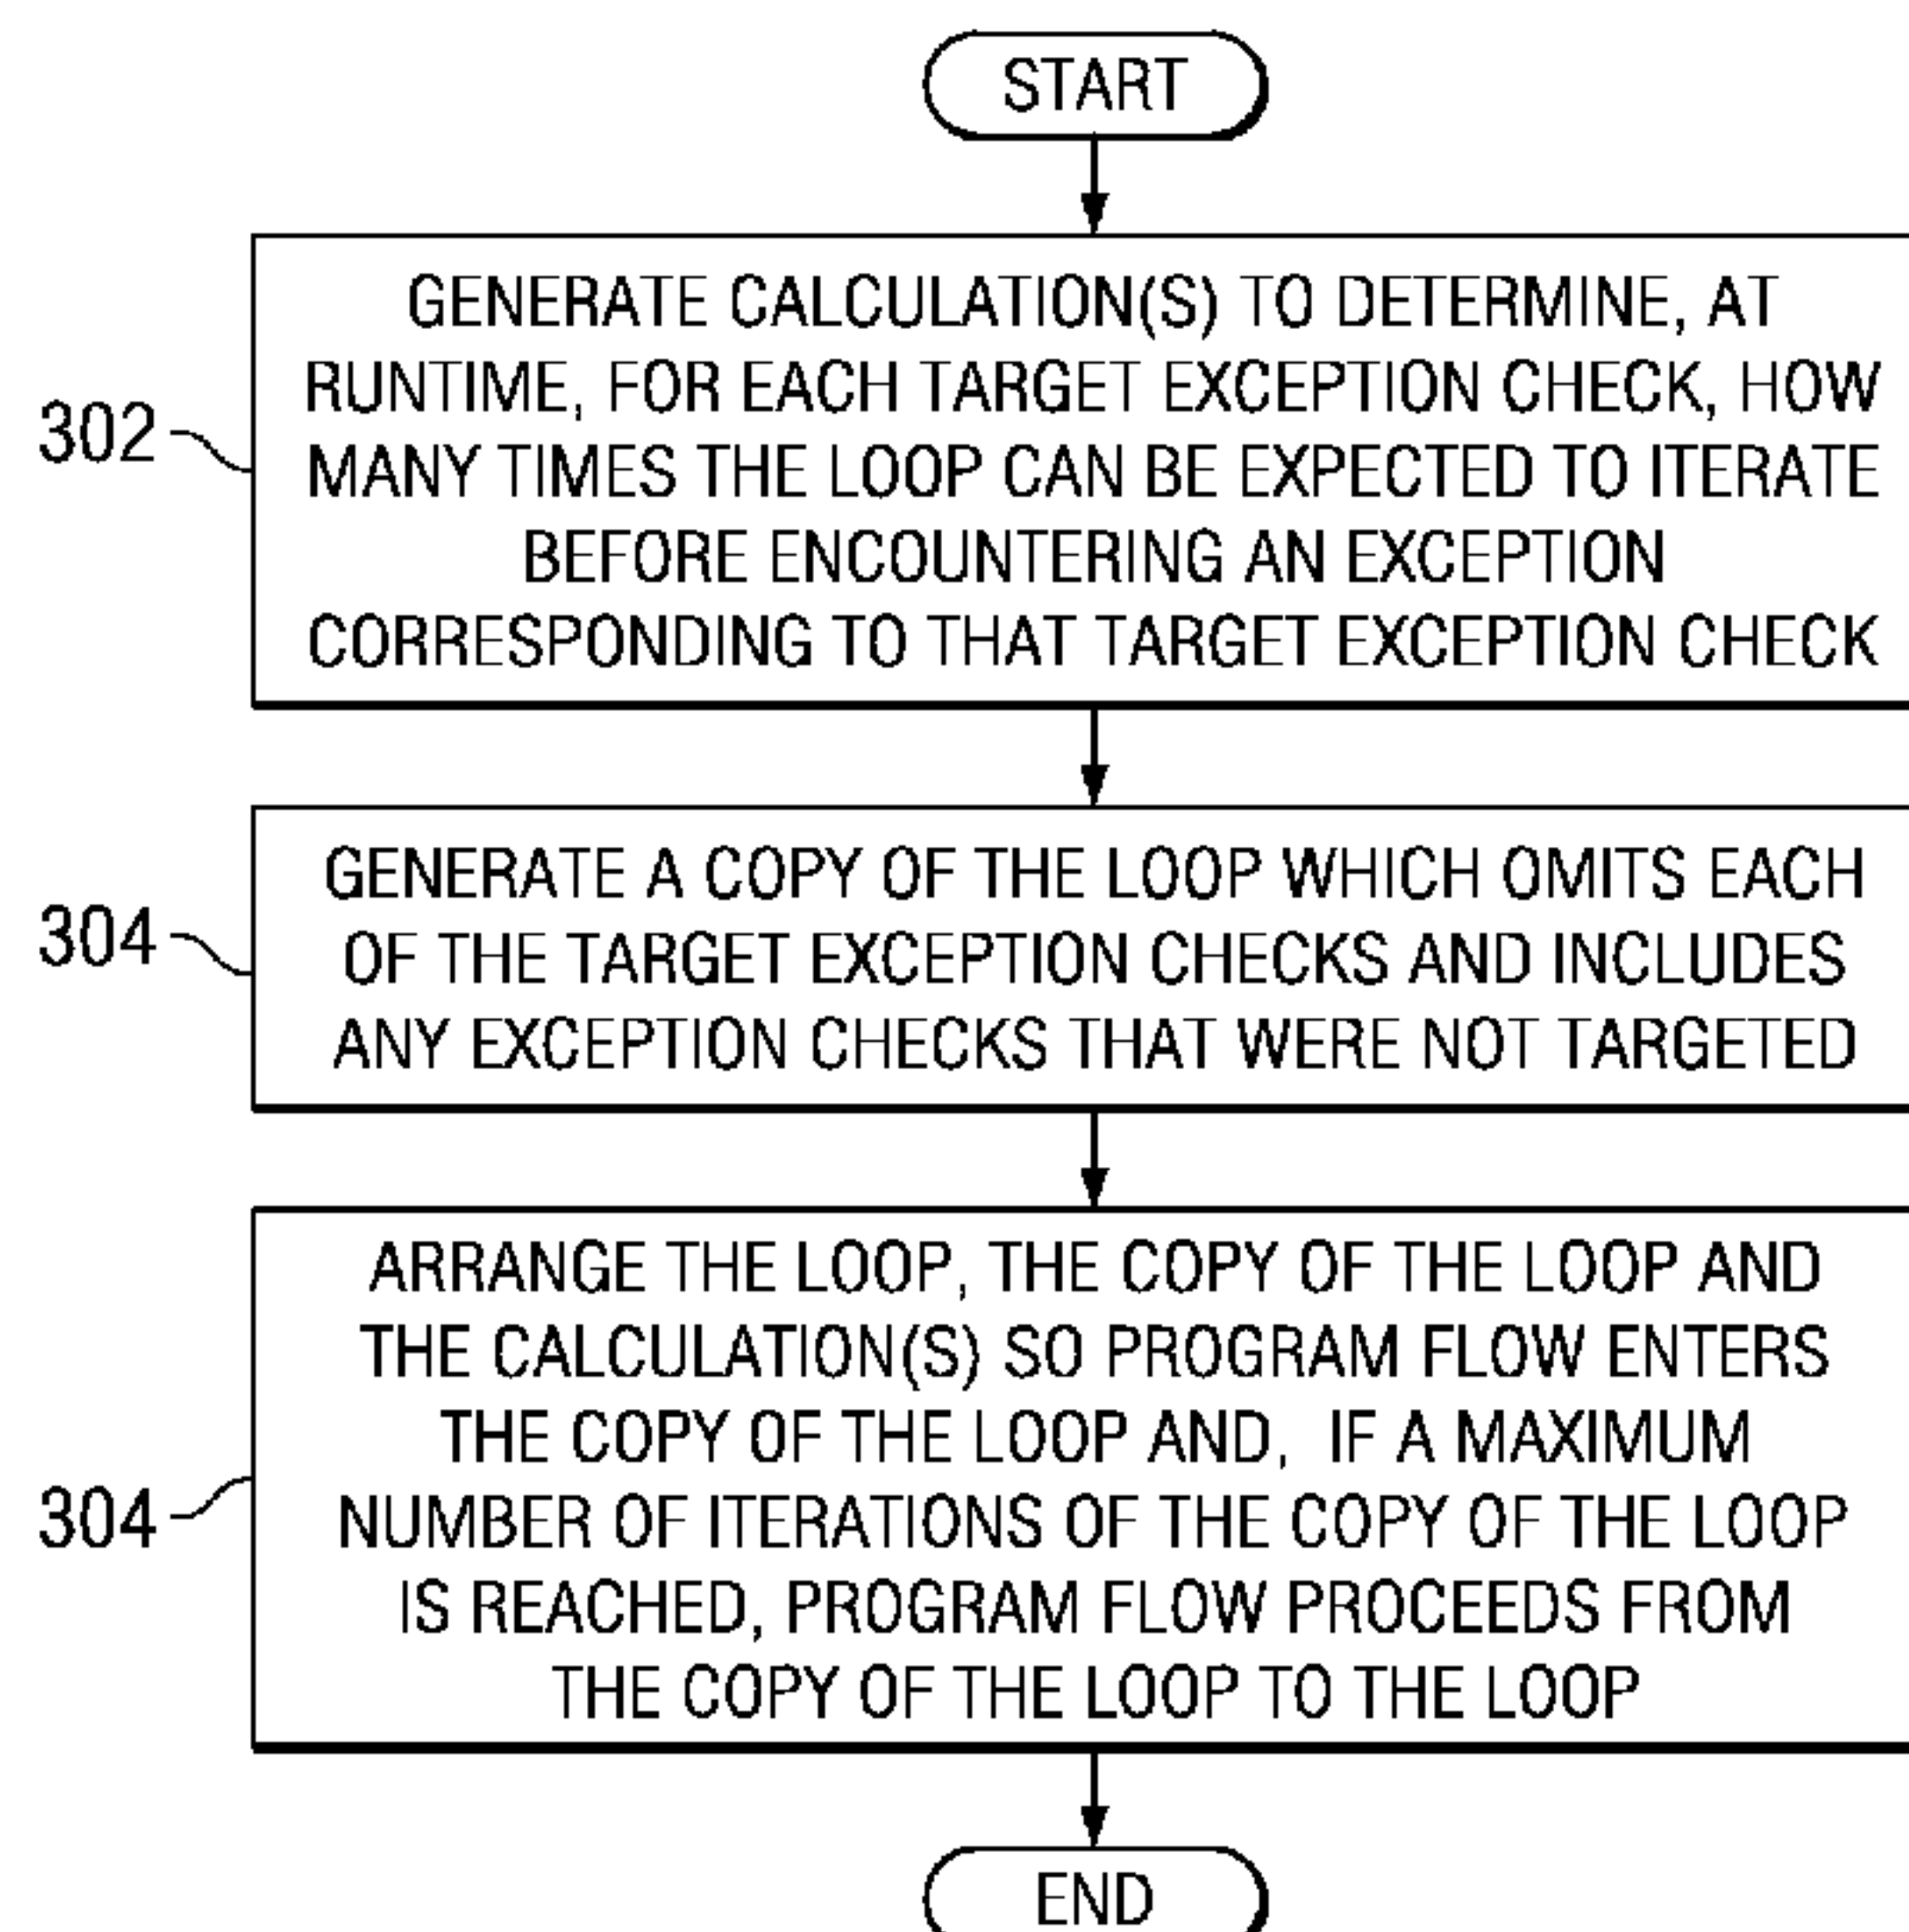 START
GENERATE CALCULATION(S) TO DETERMINE, AT
RUNTIME, FOR EACH TARGET EXCEPTION CHECK, HOW
MANY TIMES THE LOOP CAN BE EXPECTED TO ITERATE
BEFORE ENCOUNTERING AN EXCEPTION
CORRESPONDING TO THAT TARGET EXCEPTION CHECK
302
GENERATE A COPY OF THE LOOP WHICH OMITS EACH
OF THE TARGET EXCEPTION CHECKS AND INCLUDES
ANY EXCEPTION CHECKS THAT WERE NOT TARGETED
304
ARRANGE THE LOOP, THE COPY OF THE LOOP AND
THE CALCULATION(S) SO PROGRAM FLOW ENTERS
THE COPY OF THE LOOP AND, IF A MAXIMUM
NUMBER OF ITERATIONS OF THE COPY OF THE LOOP
IS REACHED, PROGRAM FLOW PROCEEDS FROM
THE COPY OF THE LOOP TO THE LOOP
304
END